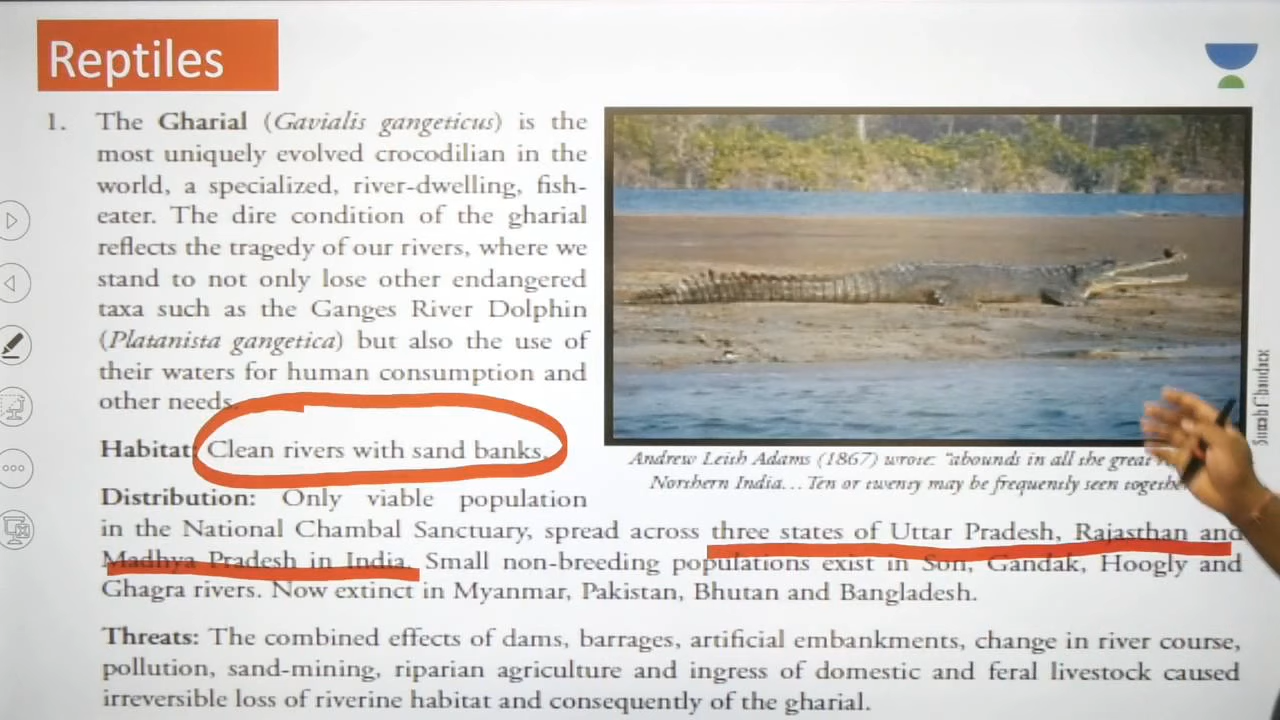 Reptiles
1. The Gharial (Gavialis gangeticus) is the
most uniquely evolved crocodilian in the
world, a specialized, river-dwelling, fish-
eater. The dire condition of the gharial
reflects the tragedy of our rivers, where we
stand to not only lose other endangered
taxa such as the Ganges River Dolphin
(Platanista gangetica) but also the use of
their waters for human consumption and
other needs.
Habitat: Clean rivers with sand banks.
Distribution: Only viable population
in the National Chambal Sanctuary, spread across three states of Uttar Pradesh, Rajasthan and
Madhya Pradesh in India. Small non-breeding populations exist in Son, Gandak, Hoogly and
Ghagra rivers. Now extinct in Myanmar, Pakistan, Bhutan and Bangladesh.
Threats: The combined effects of dams, barrages, artificial embankments, change in river course,
pollution, sand-mining, riparian agriculture and ingress of domestic and feral livestock caused
irreversible loss of riverine habitat and consequently of the gharial.
Andrew Leith Adams (1867) wrote: "abounds in all the great
Northern India... Ten or twenty may be frequently seen